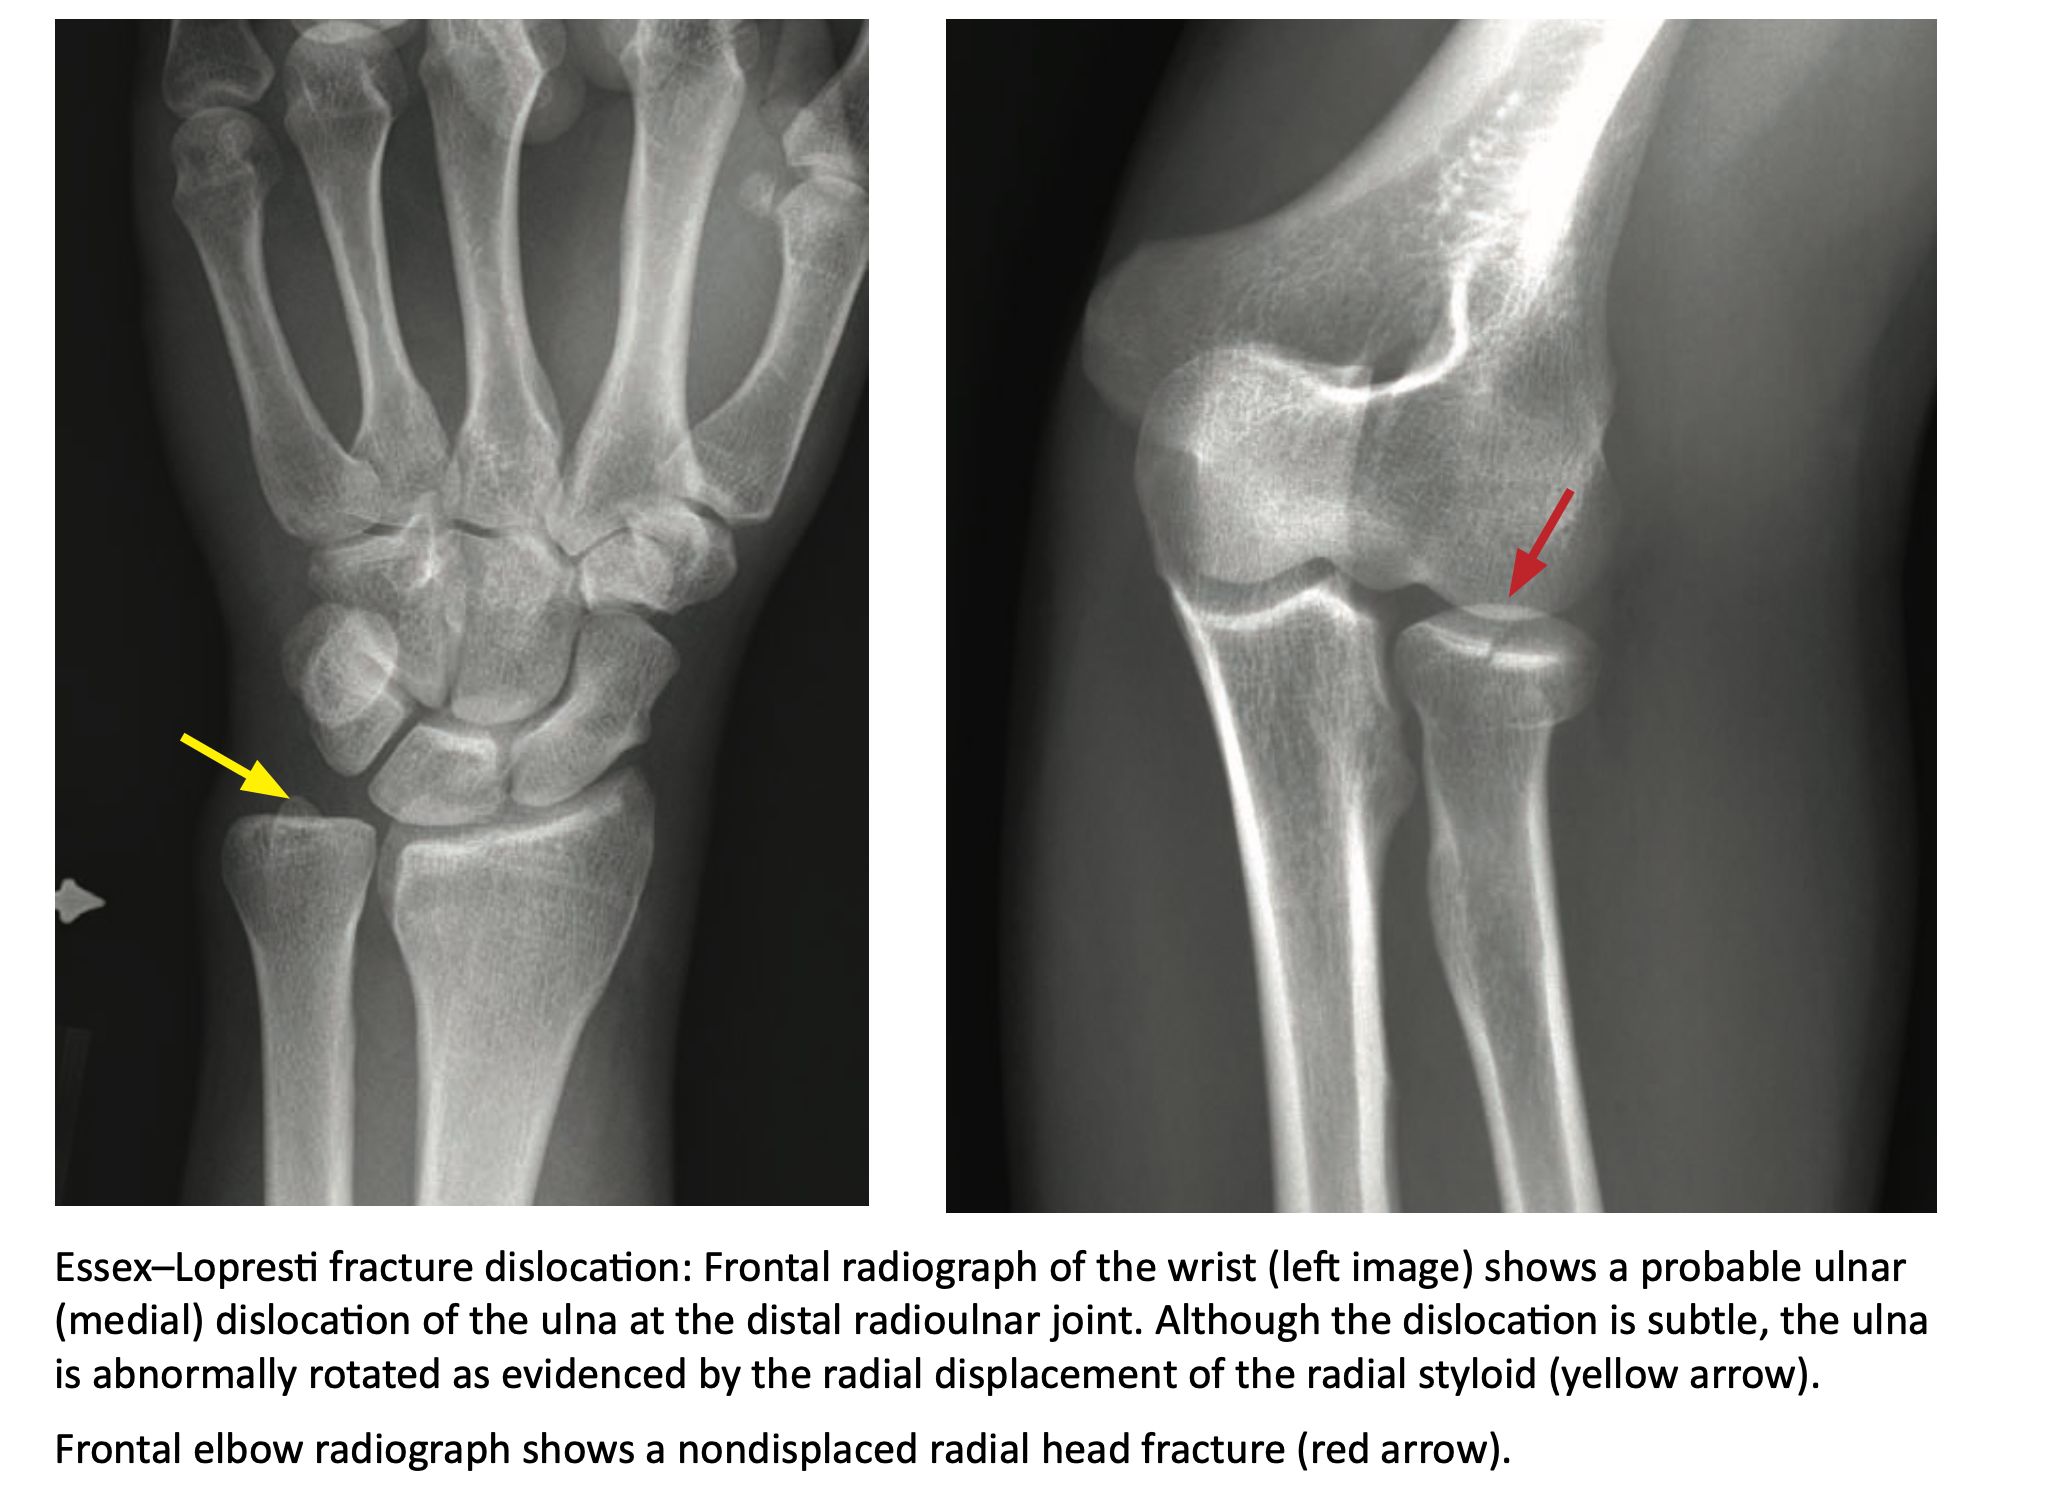 Essex–Lopresti fracture dislocation: Frontal radiograph of the wrist (left image) shows a probable ulnar
(medial) dislocation of the ulna at the distal radioulnar joint. Although the dislocation is subtle, the ulna
is abnormally rotated as evidenced by the radial displacement of the radial styloid (yellow arrow).
Frontal elbow radiograph shows a nondisplaced radial head fracture (red arrow).